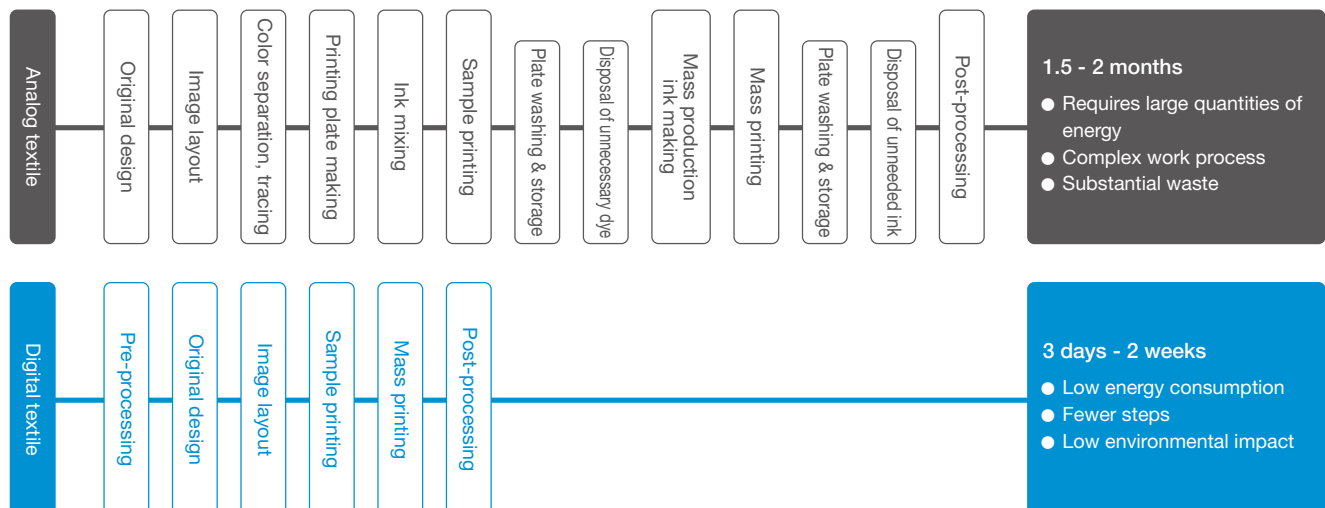 Analog textile
Original design
Image layout
Color separation, tracing
Printing plate making
Ink mixing
Sample printing
Plate washing & storage
Disposal of unnecessary dye
Mass production
ink making
Mass printing
Plate washing & storage
Disposal of unneeded ink
Post-processing
1.5 - 2 months
● Requires large quantities of
energy
● Complex work process
● Substantial waste
Digital textile
Pre-processing
Original design
Image layout
Sample printing
Mass printing
Post-processing
3 days - 2 weeks
● Low energy consumption
● Fewer steps
● Low environmental impact